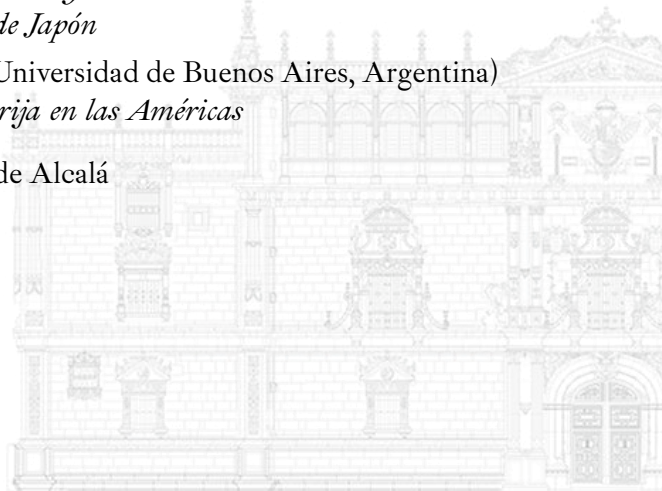 de Japón
Universidad de Buenos Aires, Argentina)
rija en las Américas
de Alcalá